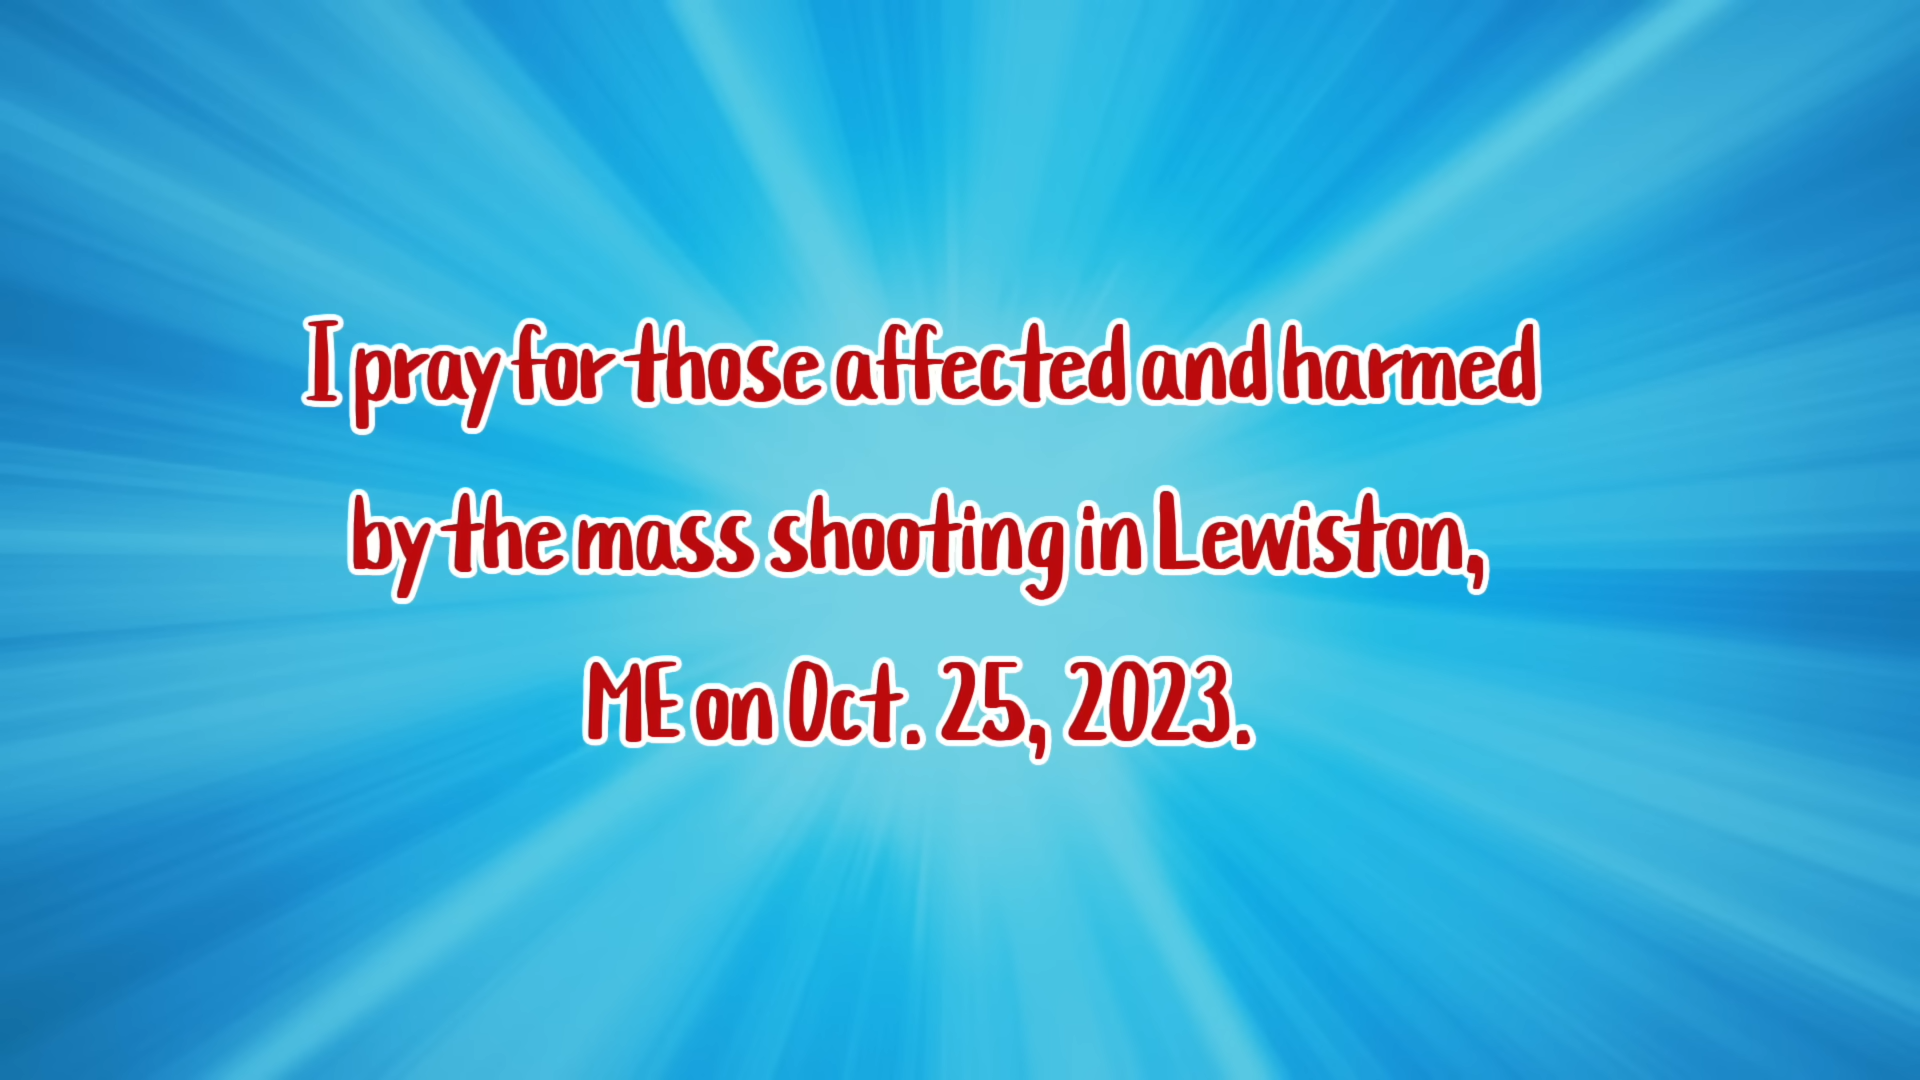 I pray for those affected and harmed
by the mass shooting in Lewiston,
ME on Oct. 25, 2023.